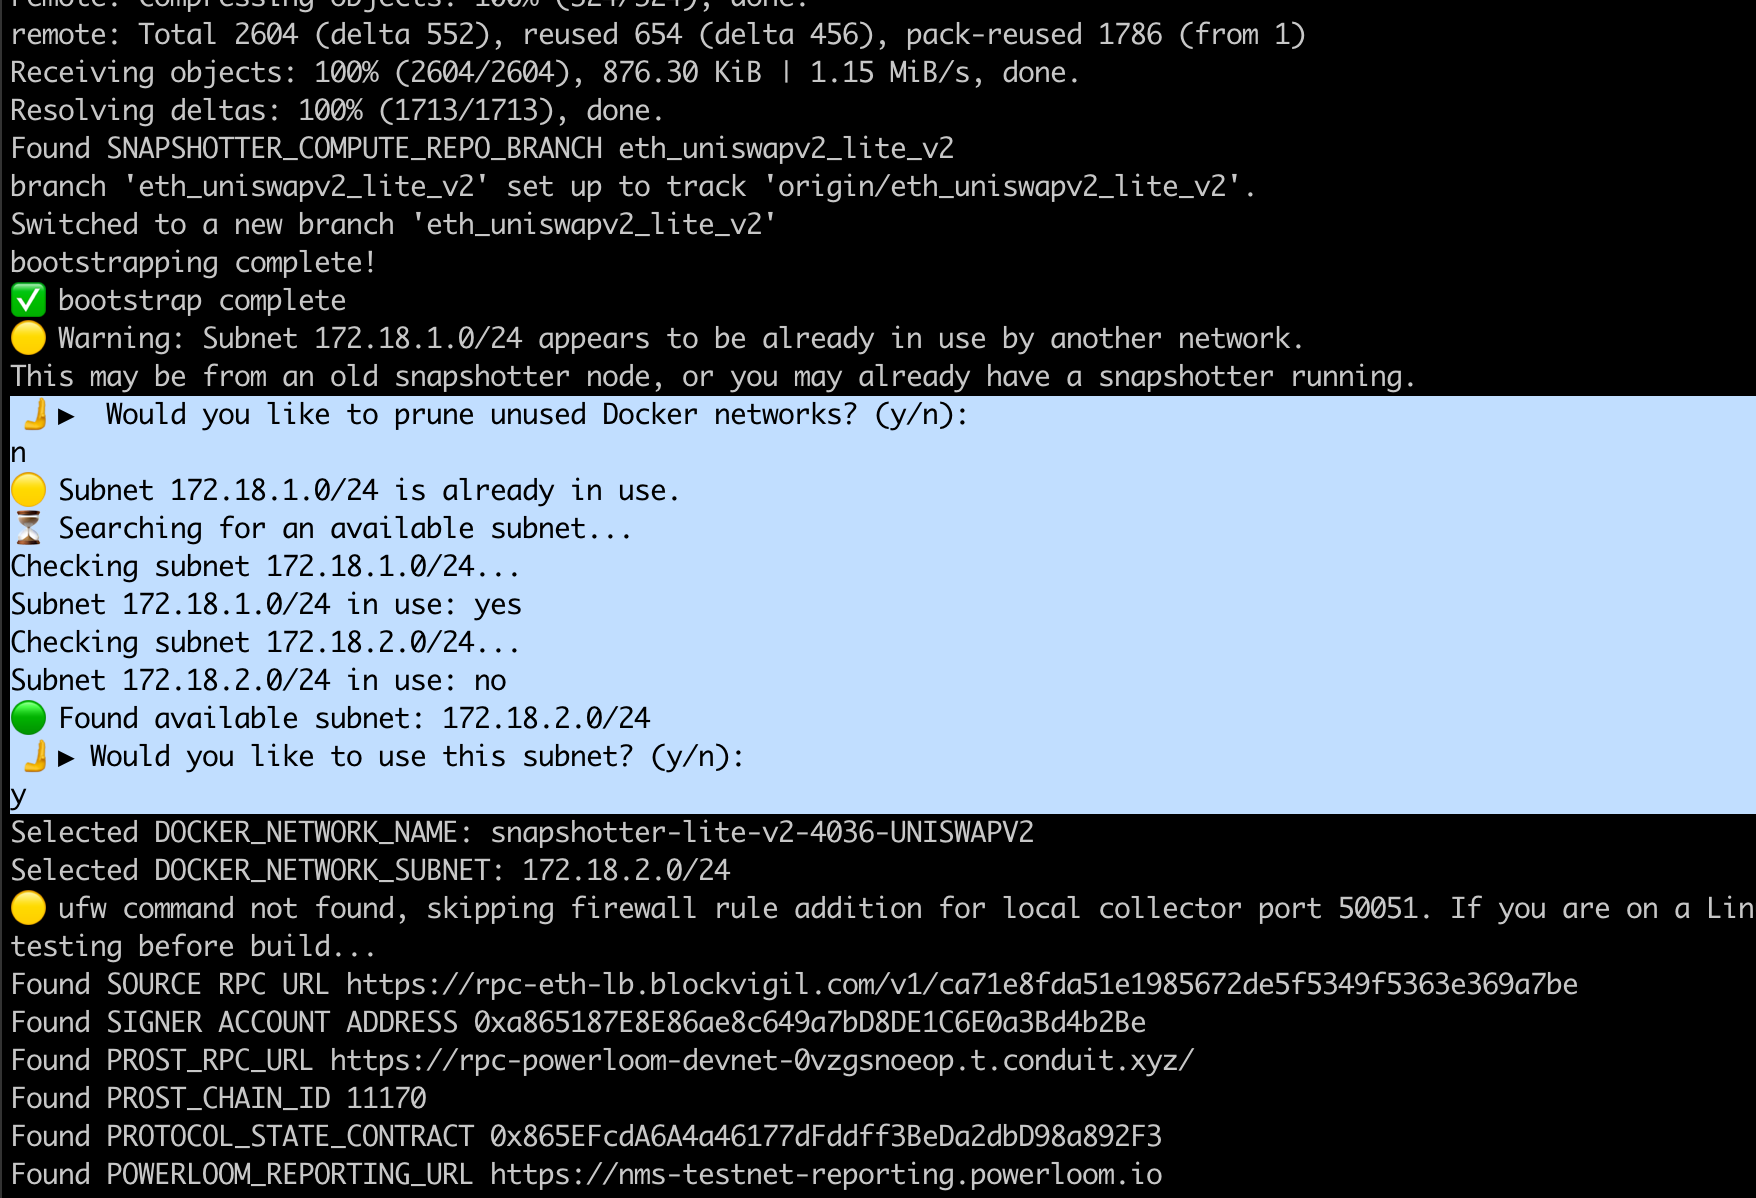 remote: Compressing objects: 100% (524/524), done.
remote: Total 2604 (delta 552), reused 654 (delta 456), pack-reused 1786 (from 1)
Receiving objects: 100% (2604/2604), 876.30 KiB | 1.15 MiB/s, done.
Resolving deltas: 100% (1713/1713), done.
Found SNAPSHOTTER_COMPUTE_REPO_BRANCH eth_uniswapv2_lite_v2
branch 'eth_uniswapv2_lite_v2' set up to track 'origin/eth_uniswapv2_lite_v2'.
Switched to a new branch 'eth_uniswapv2_lite_v2'
bootstrapping complete!
✅ bootstrap complete
🟡 Warning: Subnet 172.18.1.0/24 appears to be already in use by another network.
This may be from an old snapshotter node, or you may already have a snapshotter running.
🫸 ▶ Would you like to prune unused Docker networks? (y/n):
n
🟡 Subnet 172.18.1.0/24 is already in use.
⏳ Searching for an available subnet...
Checking subnet 172.18.1.0/24...
Subnet 172.18.1.0/24 in use: yes
Checking subnet 172.18.2.0/24...
Subnet 172.18.2.0/24 in use: no
🟢 Found available subnet: 172.18.2.0/24
🫸 ▶ Would you like to use this subnet? (y/n):
y
Selected DOCKER_NETWORK_NAME: snapshotter-lite-v2-4036-UNISWAPV2
Selected DOCKER_NETWORK_SUBNET: 172.18.2.0/24
🟡 ufw command not found, skipping firewall rule addition for local collector port 50051. If you are on a Lin
testing before build...
Found SOURCE RPC URL https://rpc-eth-lb.blockvigil.com/v1/ca71e8fda51e1985672de5f5349f5363e369a7be
Found SIGNER ACCOUNT ADDRESS 0xa865187E8E86ae8c649a7bD8DE1C6E0a3Bd4b2Be
Found PROST_RPC_URL https://rpc-powerloom-devnet-0vzgsnoeop.t.conduit.xyz/
Found PROST_CHAIN_ID 11170
Found PROTOCOL_STATE_CONTRACT 0x865EFcdA6A4a46177dFddff3BeDa2dbD98a892F3
Found POWERLOOM_REPORTING_URL https://nms-testnet-reporting.powerloom.io